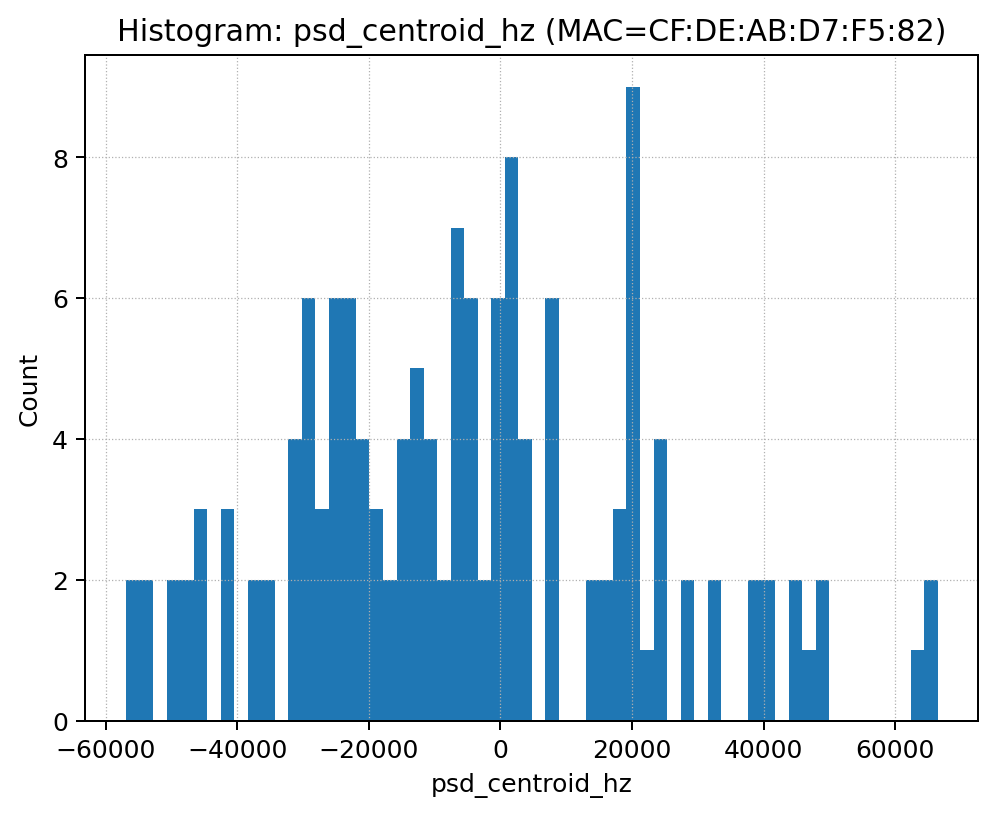 Histogram: psd_centroid_hz (MAC=CF:DE:AB:D7:F5:82)
8
6
4
2
0
Count
−60000 −40000 −20000 0 20000 40000 60000
psd_centroid_hz